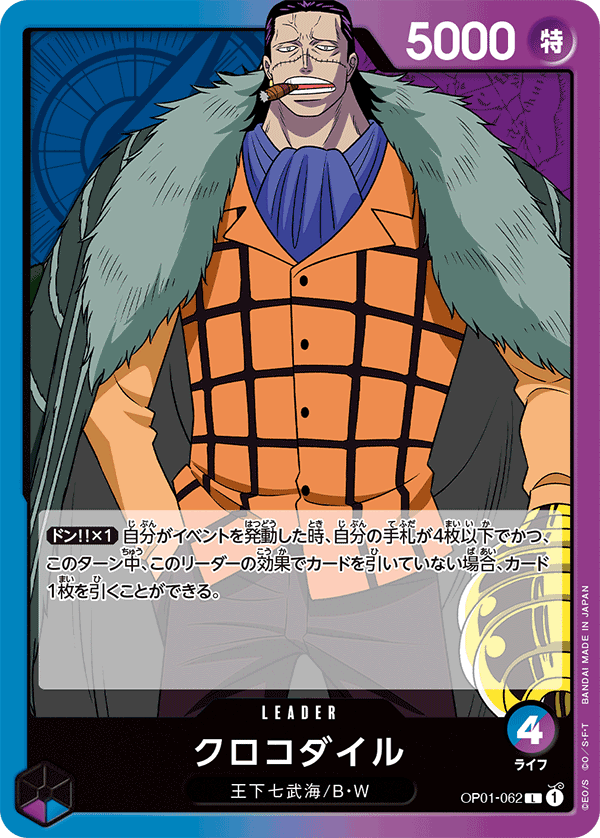 5000 特
ドン!!×1 自分がイベントを発動した時、自分の手札が4枚以下でかつ、
このターン中、このリーダーの効果でカードを引いていない場合、カード
1枚を引くことができる。
LEADER
クロコダイル
王下七武海/B・W
4
ライフ
OP01-062 L 1
©E.O/S ©O/S・F・T BANDAI MADE IN JAPAN